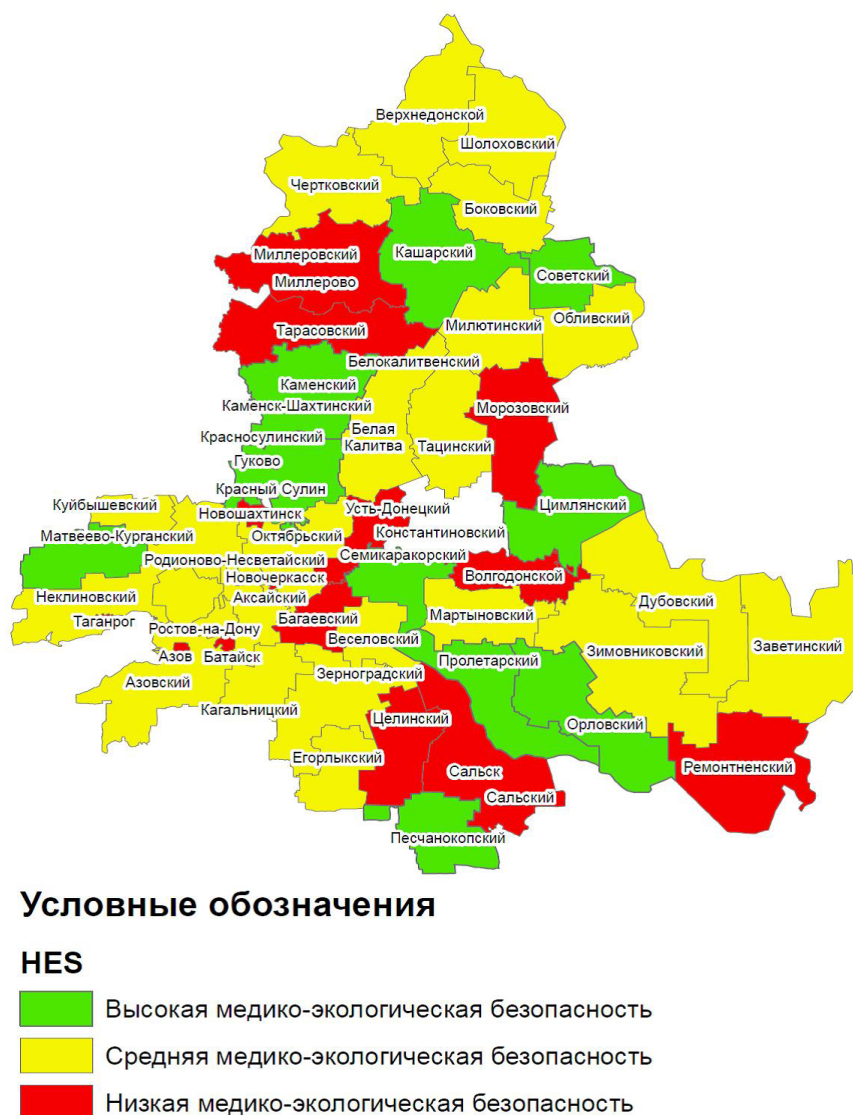 Верхнедонской
Шолоховский
Чертковский
Боковский
Миллеровский
Кашарский
Советский
Миллерово
Обливский
Милютинский
Тарасовский
Белокалитвенский
Каменский
Каменск-Шахтинский
Морозовский
Белая
Калитва
Красносулинский
Тацинский
Гуково
Красный Сулин
Куйбышевский
Новошахтинск
Усть-Донецкий
Цимлянский
Матвеево-Курганский
Октябрьский
Константиновский
Родионово-Несветайский
Семикаракорский
Новочеркасск
Волгодонской
Неклиновский
Аксайский
Дубовский
Таганрог
Багаевский
Мартыновский
Ростов-на-Дону
Веселовский
Зимовниковский
Заветинский
Азов
Батайск
Пролетарский
Азовский
Зерноградский
Кагальницкий
Целинский
Орловский
Егорлыкский
Сальск
Ремонтненский
Сальский
Песчанокопский
Условные обозначения
HES
Высокая медико-экологическая безопасность
Средняя медико-экологическая безопасность
Низкая медико-экологическая безопасность